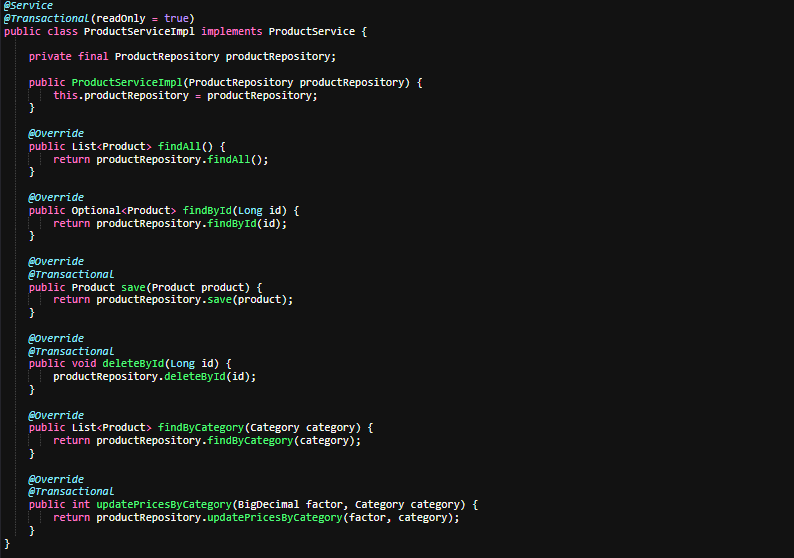 @Service
@Transactional(readOnly = true)
public class ProductServiceImpl implements ProductService {
private final ProductRepository productRepository;
public ProductServiceImpl(ProductRepository productRepository) {
this.productRepository = productRepository;
}
@Override
public List<Product> findAll() {
return productRepository.findAll();
}
@Override
public Optional<Product> findById(Long id) {
return productRepository.findById(id);
}
@Override
@Transactional
public Product save(Product product) {
return productRepository.save(product);
}
@Override
@Transactional
public void deleteById(Long id) {
productRepository.deleteById(id);
}
@Override
public List<Product> findByCategory(Category category) {
return productRepository.findByCategory(category);
}
@Override
@Transactional
public int updatePricesByCategory(BigDecimal factor, Category category) {
return productRepository.updatePricesByCategory(factor, category);
}
}